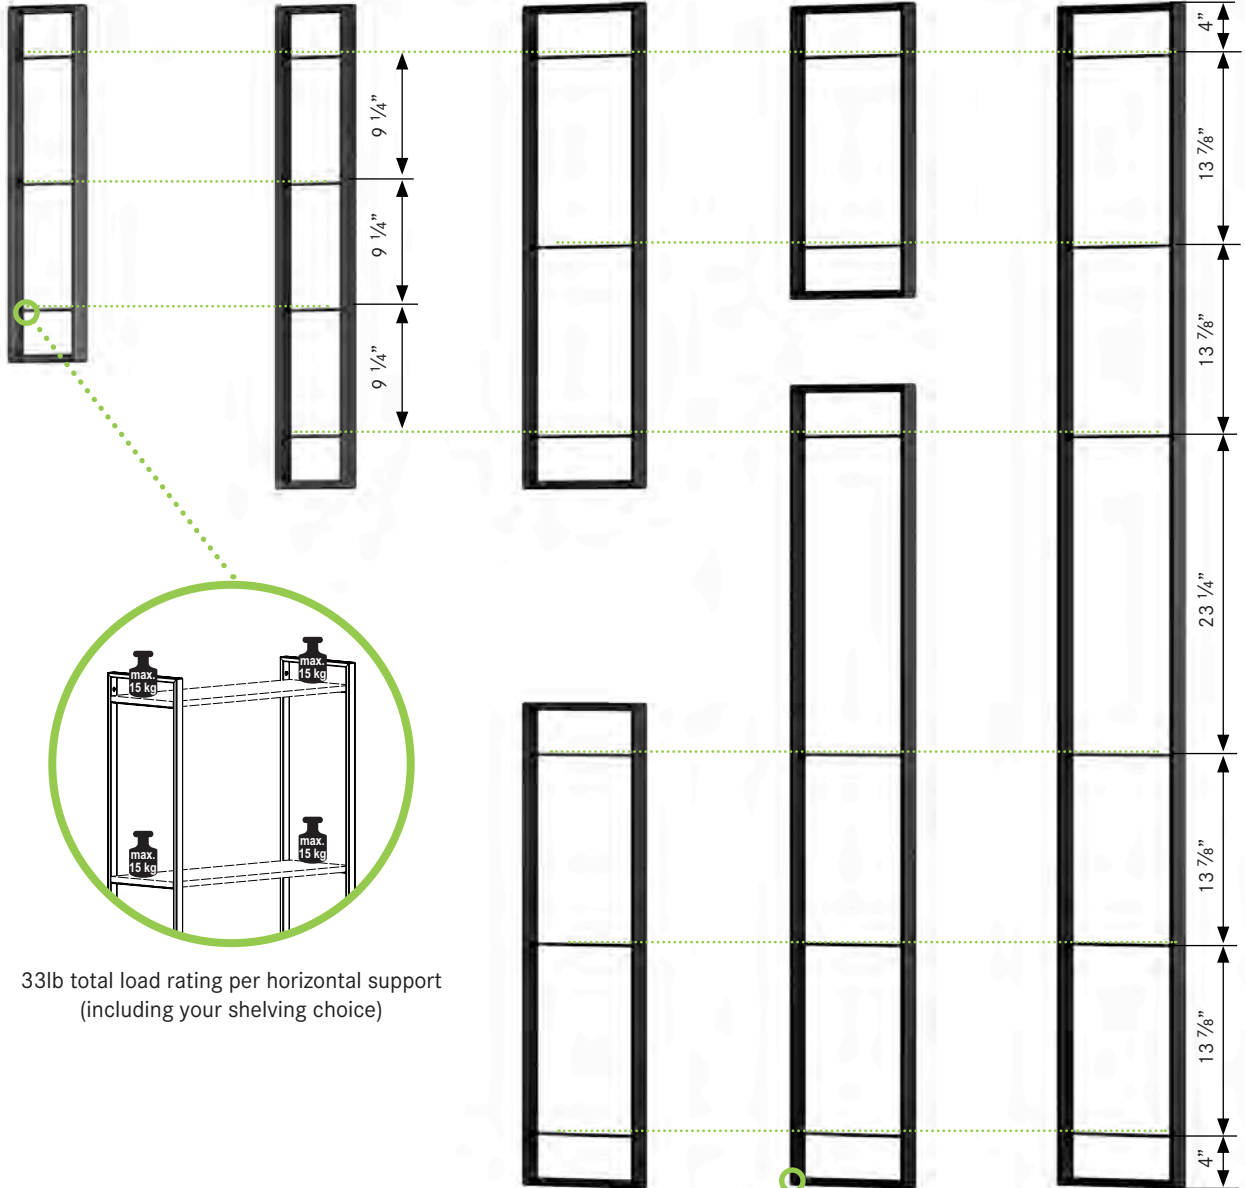 4”
9 ¼”
13 ⅞”
9 ¼”
13 ⅞”
9 ¼”
23 ¼”
max.
15 kg
max.
15 kg
max.
15 kg
max.
15 kg
13 ⅞”
33lb total load rating per horizontal support
(including your shelving choice)
13 ⅞”
4”